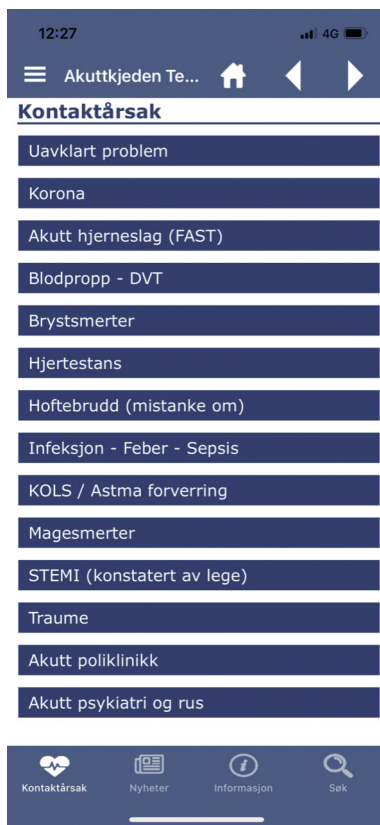 12:27
4G
Akuttkjeden Te...
Kontaktårsak
Uavklart problem
Korona
Akutt hjerneslag (FAST)
Blodpropp - DVT
Brystsmerter
Hjertestans
Hoftebrudd (mistanke om)
Infeksjon - Feber - Sepsis
KOLS / Astma forverring
Magesmerter
STEMI (konstatert av lege)
Traume
Akutt poliklinikk
Akutt psykiatri og rus
Kontaktårsak
Nyheter
Informasjon
Søk